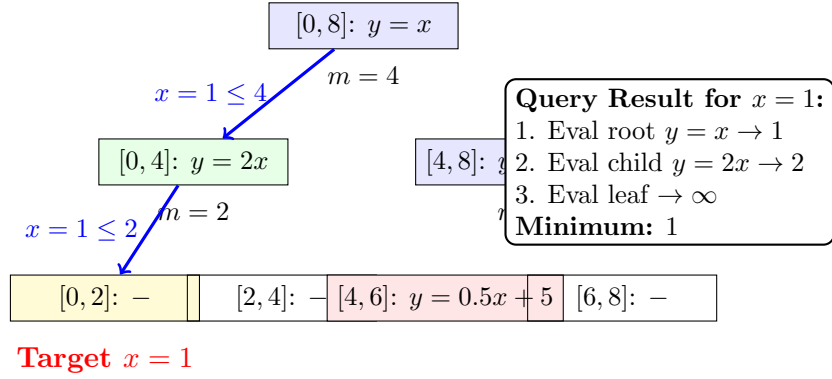 [0, 8]: y = x
m = 4
x = 1 ≤ 4
Query Result for x = 1:
1. Eval root y = x → 1
2. Eval child y = 2x → 2
3. Eval leaf → ∞
Minimum: 1
[0, 4]: y = 2x
[4, 8]:
m = 2
x = 1 ≤ 2
[0, 2]: −
[2, 4]: −
[4, 6]: y = 0.5x + 5
[6, 8]: −
Target x = 1